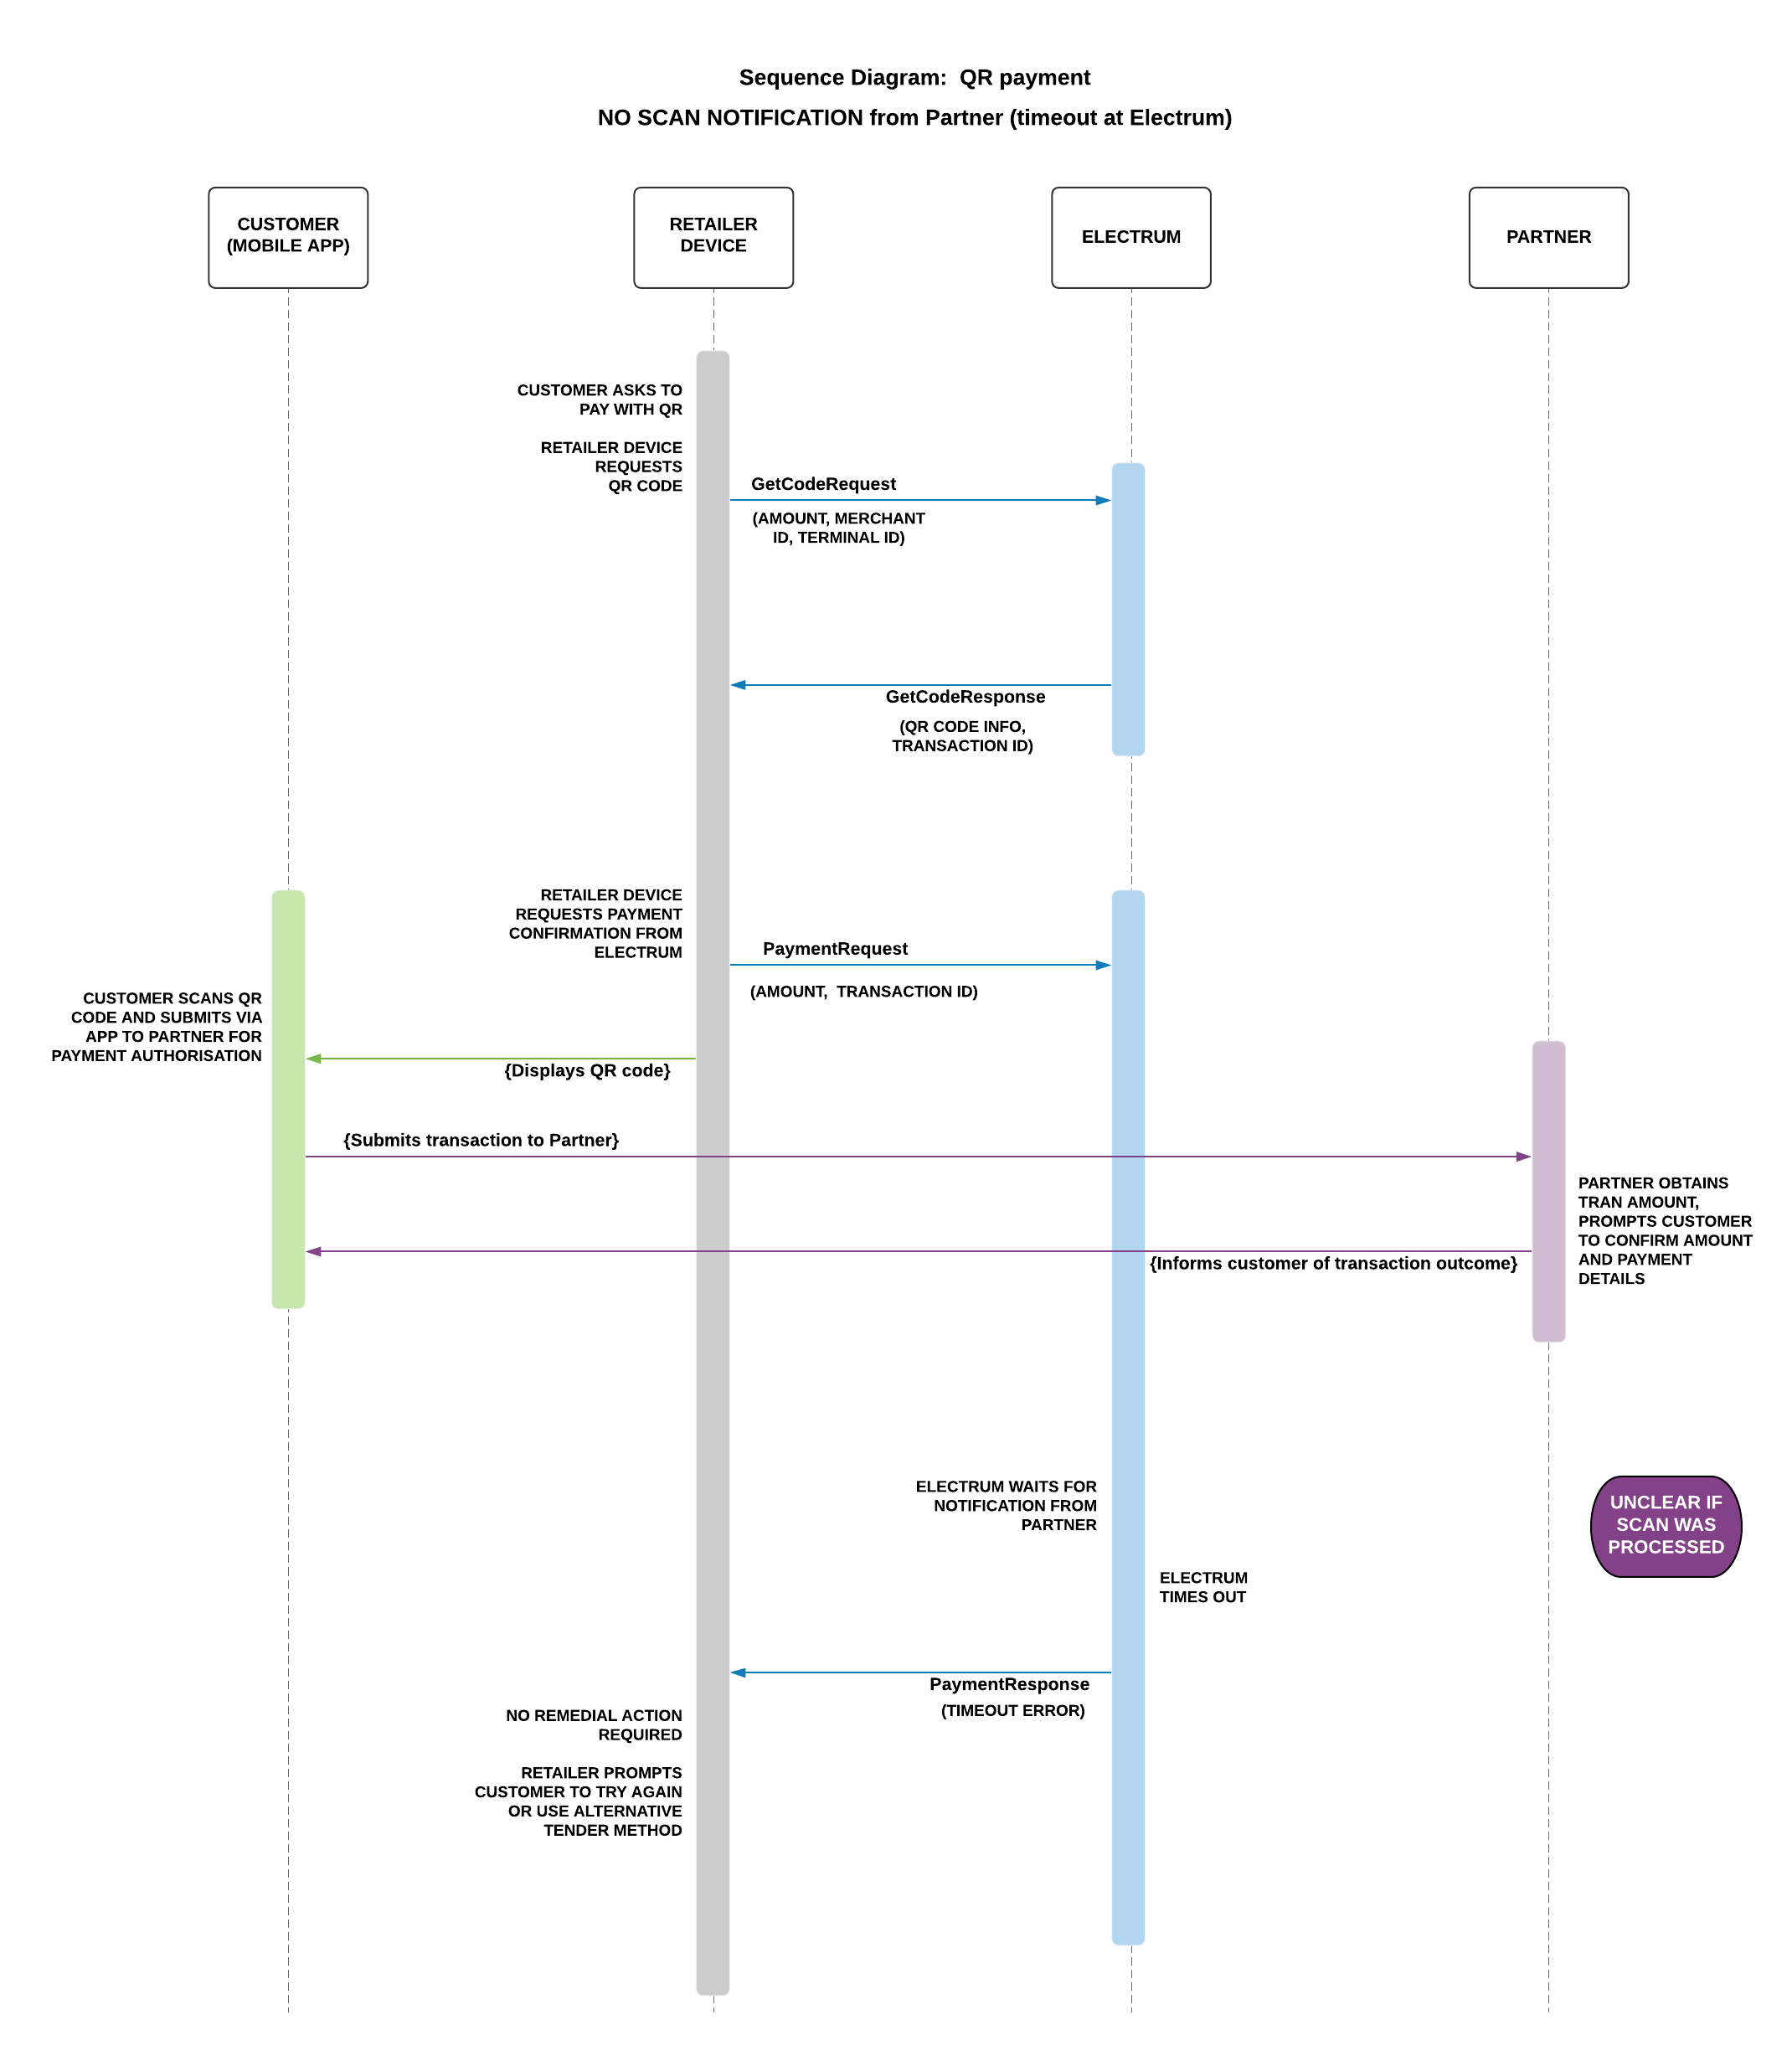 Sequence Diagram:  QR payment
NO SCAN NOTIFICATION from Partner (timeout at Electrum)
CUSTOMER
(MOBILE APP)
RETAILER
DEVICE
ELECTRUM
PARTNER
CUSTOMER ASKS TO
PAY WITH QR
RETAILER DEVICE
REQUESTS
QR CODE
GetCodeRequest
(AMOUNT, MERCHANT
ID, TERMINAL ID)
GetCodeResponse
(QR CODE INFO,
TRANSACTION ID)
RETAILER DEVICE
REQUESTS PAYMENT
CONFIRMATION FROM
ELECTRUM
PaymentRequest
(AMOUNT,  TRANSACTION ID)
CUSTOMER SCANS QR
CODE AND SUBMITS VIA
APP TO PARTNER FOR
PAYMENT AUTHORISATION
{Displays QR code}
{Submits transaction to Partner}
PARTNER OBTAINS
TRAN AMOUNT,
PROMPTS CUSTOMER
TO CONFIRM AMOUNT
AND PAYMENT
DETAILS
{Informs customer of transaction outcome}
ELECTRUM WAITS FOR
NOTIFICATION FROM
PARTNER
UNCLEAR IF
SCAN WAS
PROCESSED
ELECTRUM
TIMES OUT
PaymentResponse
(TIMEOUT ERROR)
NO REMEDIAL ACTION
REQUIRED
RETAILER PROMPTS
CUSTOMER TO TRY AGAIN
OR USE ALTERNATIVE
TENDER METHOD